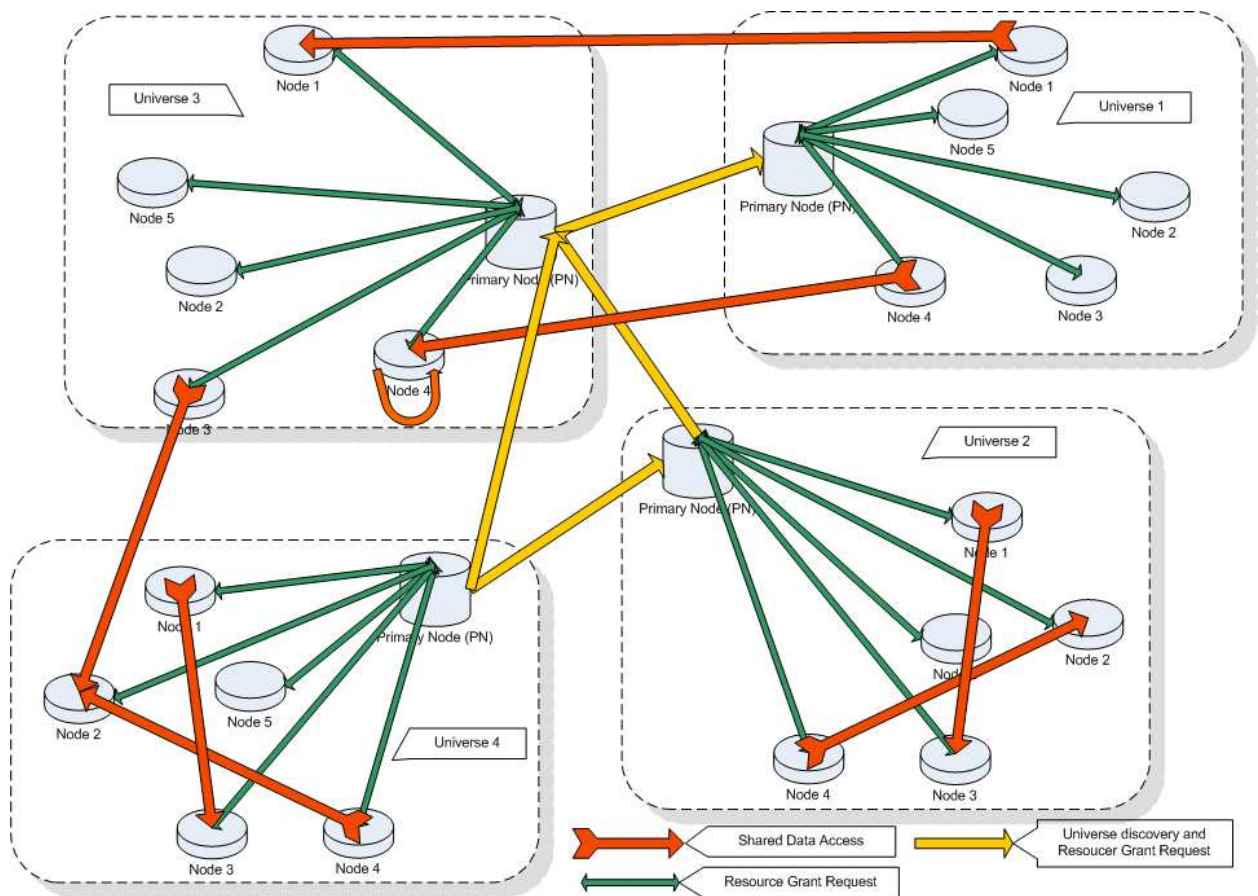 Node 1
Universe 3
Node 5
Node 2
Primary Node (PN)
Node 4
Node 3
Node 1
Universe 1
Node 5
Primary Node (PN)
Node 2
Node 4
Node 3
Universe 2
Primary Node (PN)
Node 1
Node
Node 2
Node 4
Node 3
Primary Node (PN)
Node 1
Node 5
Node 2
Universe 4
Node 3
Node 4
Shared Data Access
Universe discovery and
Resoucer Grant Request
Resource Grant Request